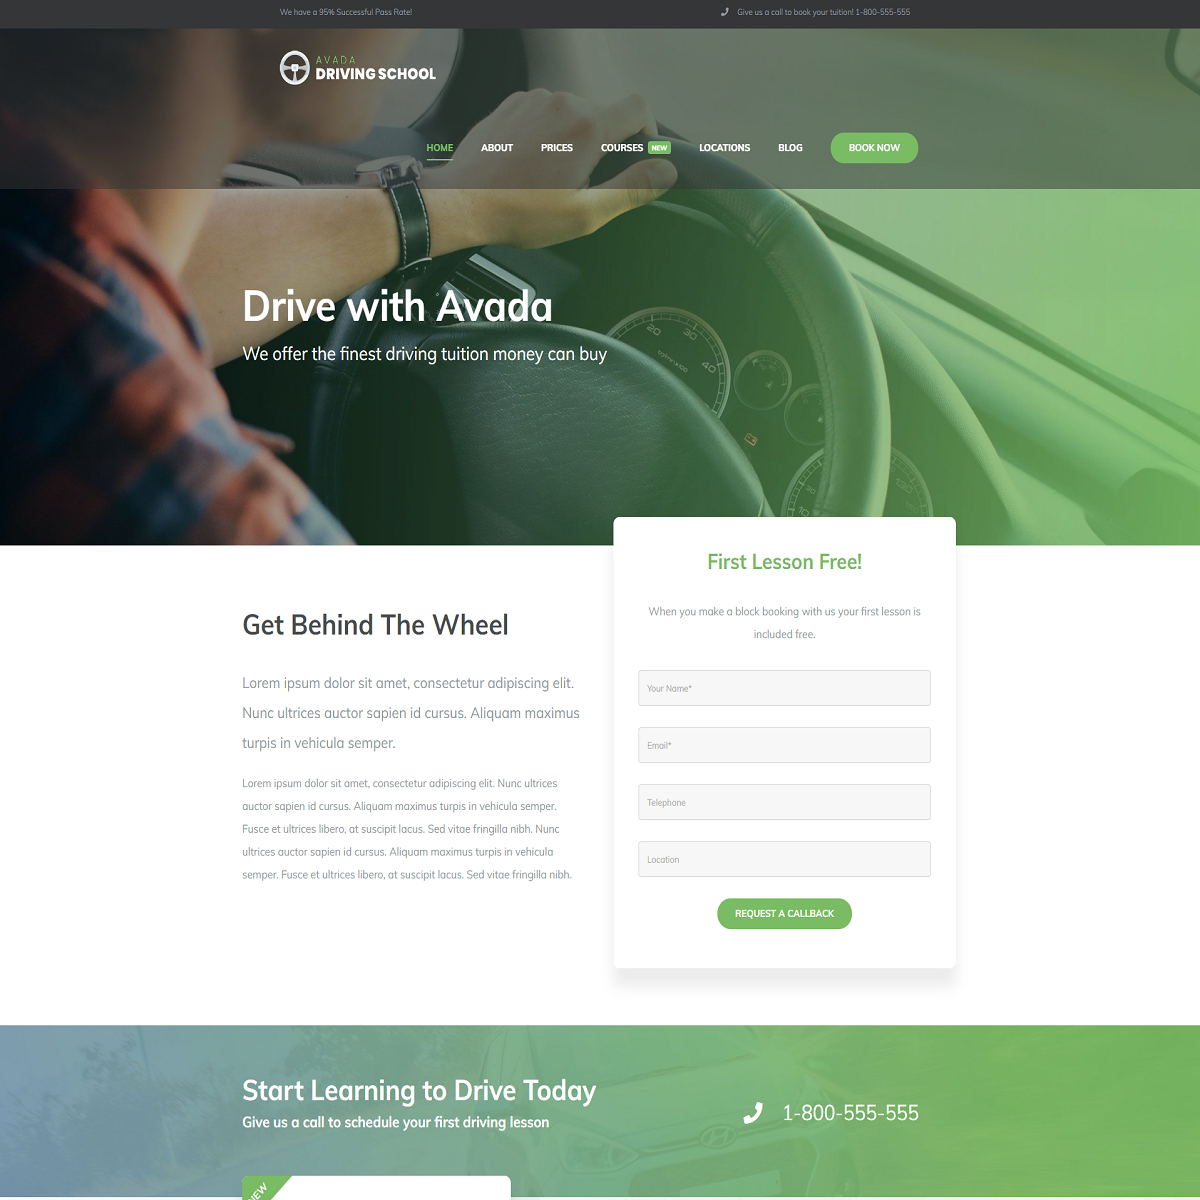 We have a 95% Successful Pass Rate!
Give us a call to book your tuition! 1-800-555-555
AVADA
DRIVING SCHOOL
HOME ABOUT PRICES COURSES NEW LOCATIONS BLOG BOOK NOW
Drive with Avada
We offer the finest driving tuition money can buy
20 30 40
10 130
First Lesson Free!
When you make a block booking with us your first lesson is
included free.
Your Name*
Email*
Telephone
Location
REQUEST A CALLBACK
Get Behind The Wheel
Lorem ipsum dolor sit amet, consectetur adipiscing elit.
Nunc ultrices auctor sapien id cursus. Aliquam maximus
turpis in vehicula semper.
Lorem ipsum dolor sit amet, consectetur adipiscing elit. Nunc ultrices
auctor sapien id cursus. Aliquam maximus turpis in vehicula semper.
Fusce et ultrices libero, at suscipit lacus. Sed vitae fringilla nibh. Nunc
ultrices auctor sapien id cursus. Aliquam maximus turpis in vehicula
semper. Fusce et ultrices libero, at suscipit lacus. Sed vitae fringilla nibh.
Start Learning to Drive Today
Give us a call to schedule your first driving lesson
1-800-555-555
NEW